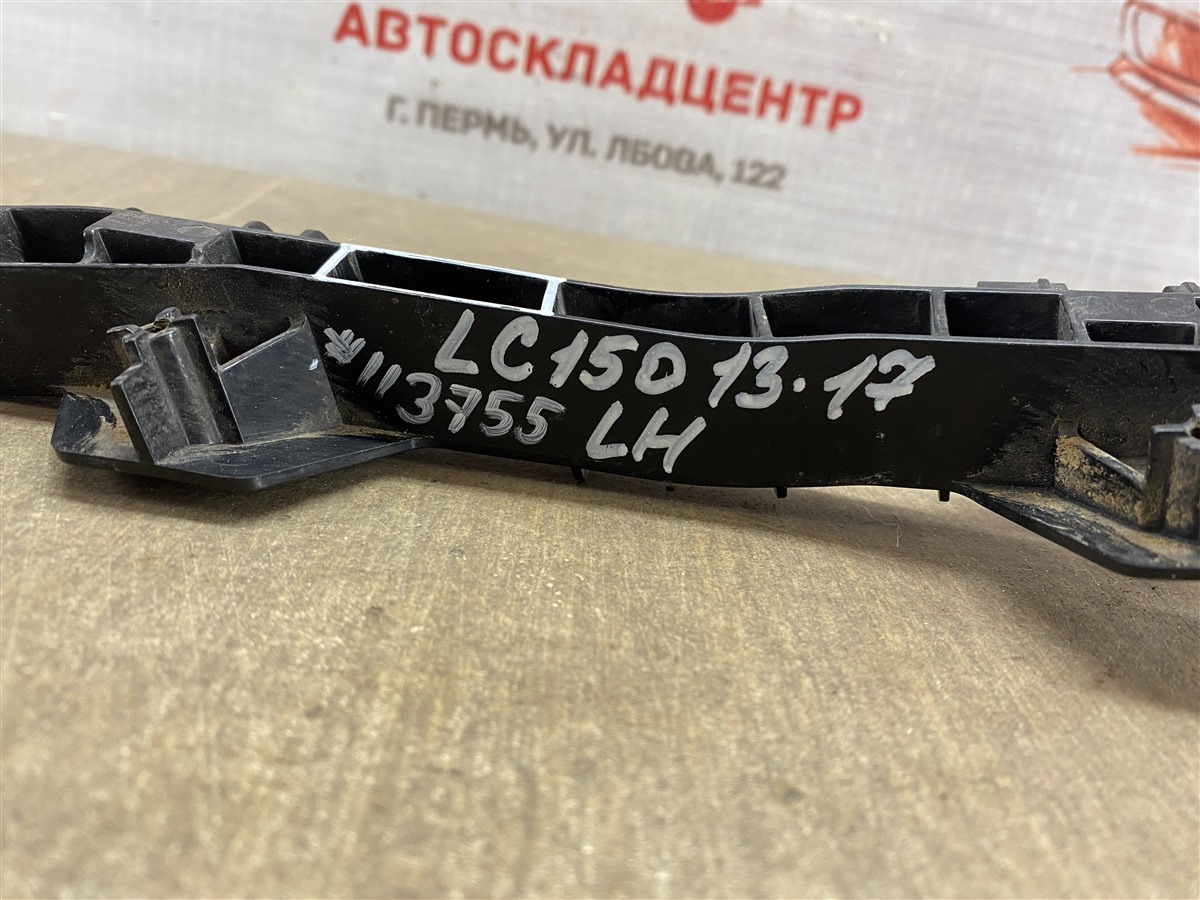 АВТОСКЛАДЦЕНТР
Г. ПЕРМЬ, УЛ. ЛБОВА, 122
LC150 13.17
*113755 LH